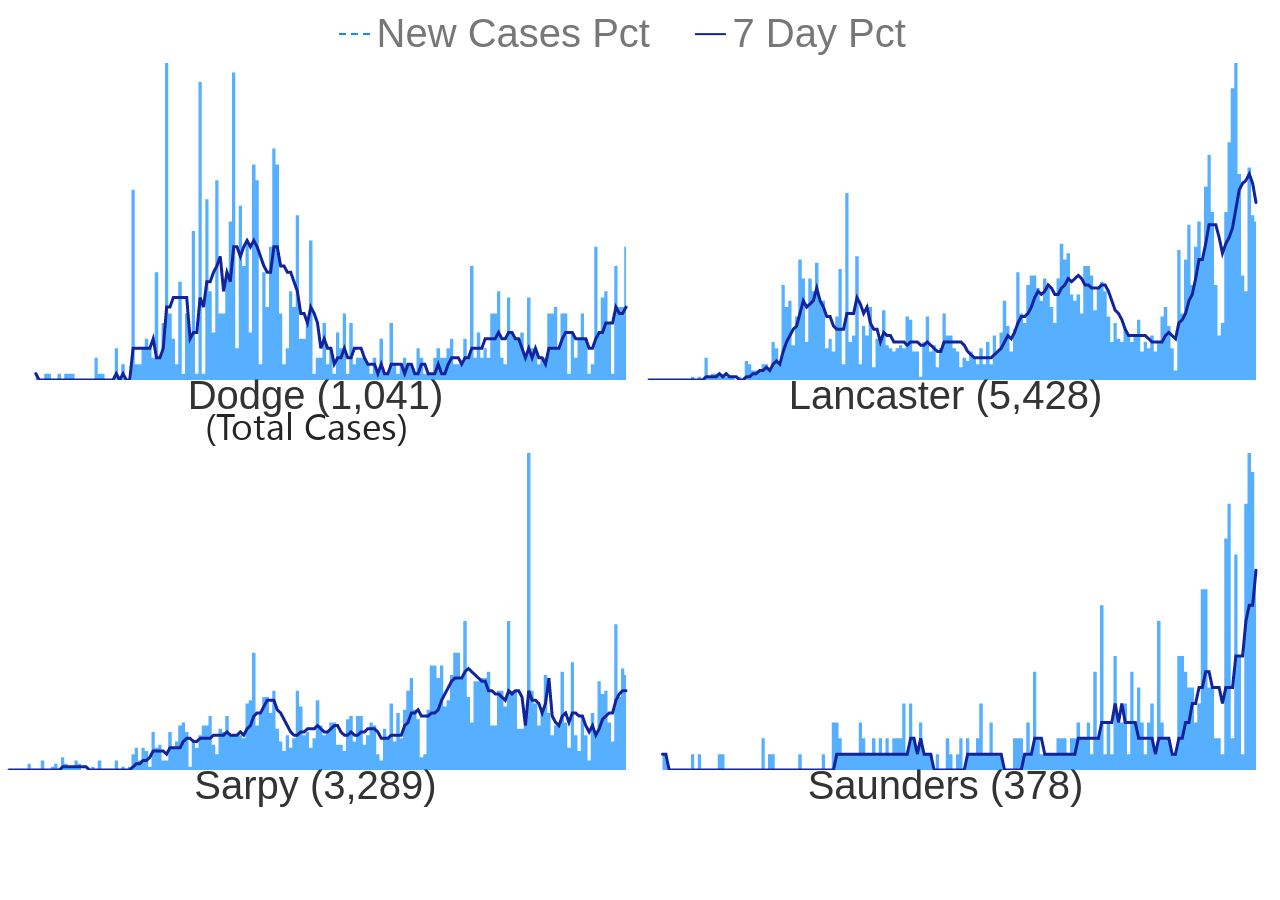 New Cases Pct 7 Day Pct
Dodge (1,041) Lancaster (5,428)
(Total Cases)
Sarpy (3,289) Saunders (378)